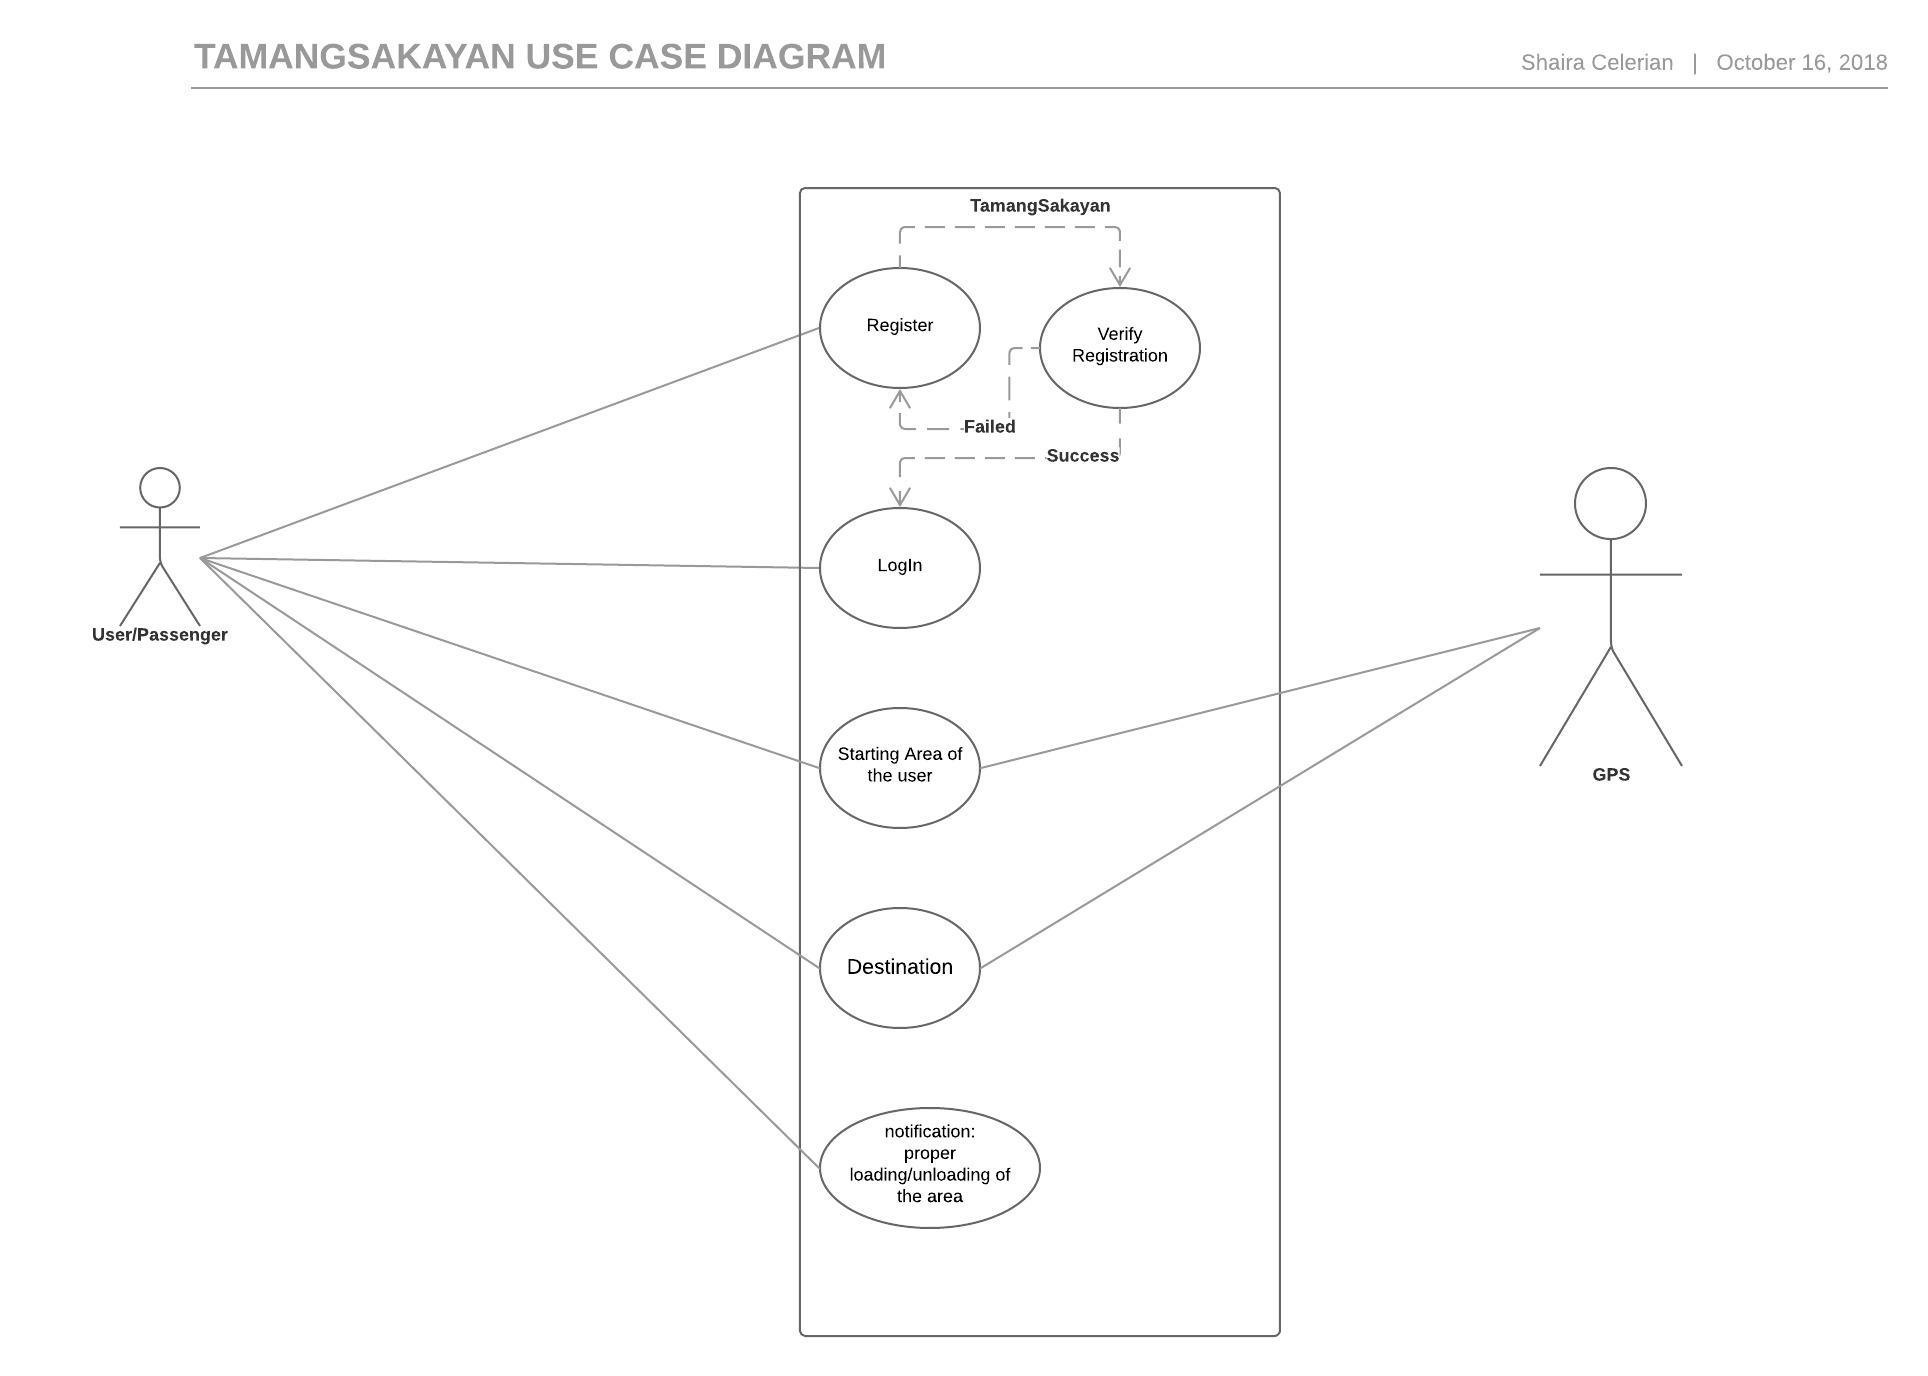 TAMANGSAKAYAN USE CASE DIAGRAM
Shaira Celerian | October 16, 2018
TamangSakayan
Register
Verify
Registration
Failed
Success
LogIn
User/Passenger
Starting Area of
the user
GPS
Destination
notification:
proper
loading/unloading of
the area